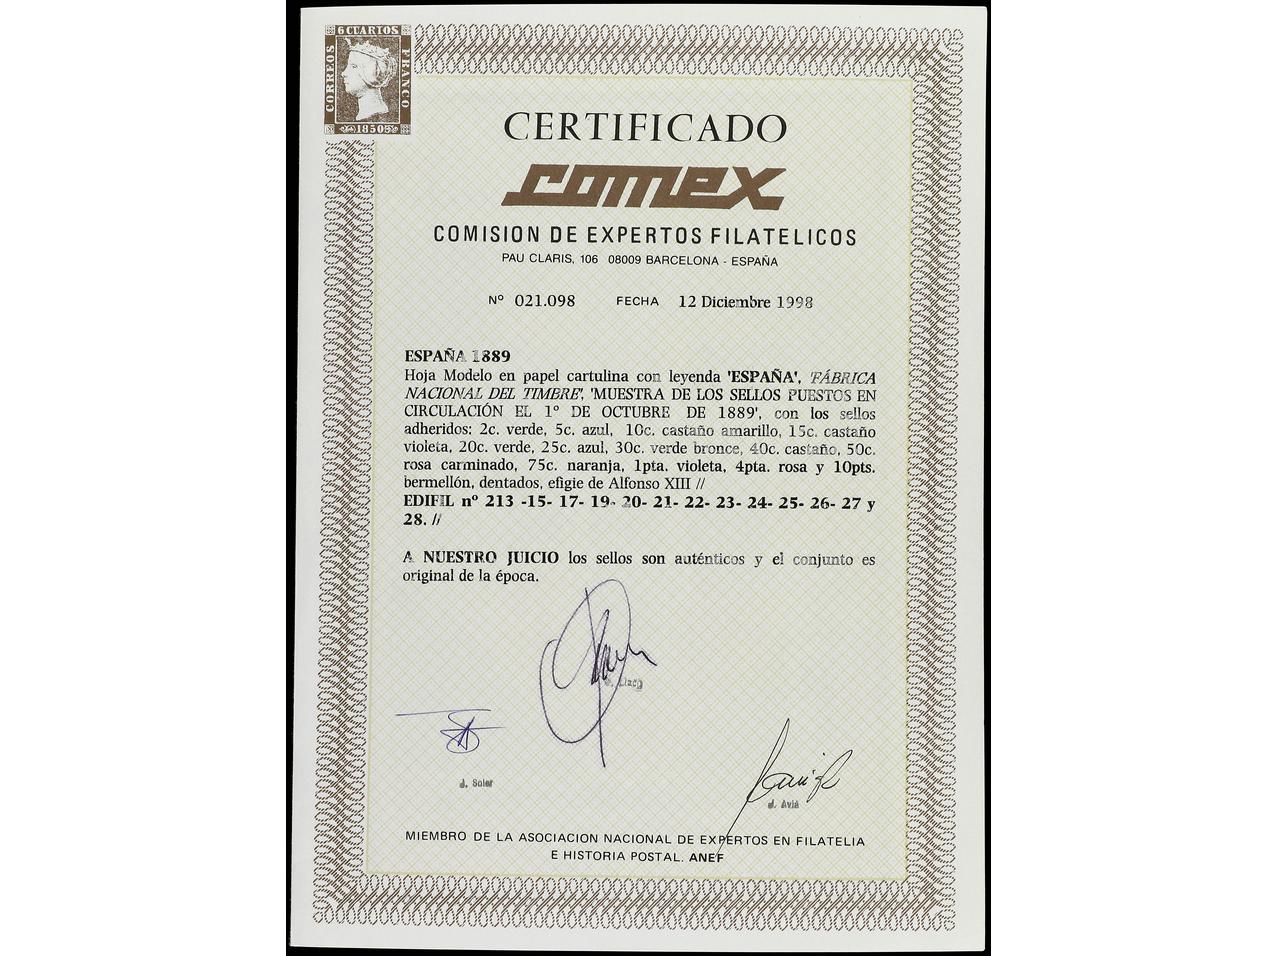 6 CUARTOS
CORREOS
FRANCO
1850
CERTIFICADO
comex
COMISION DE EXPERTOS FILATELICOS
PAU CLARIS, 106 08009 BARCELONA - ESPAÑA
Nº 021.098 FECHA 12 Diciembre 1998
ESPAÑA 1889
Hoja Modelo en papel cartulina con leyenda 'ESPAÑA', 'FÁBRICA
NACIONAL DEL TIMBRE', 'MUESTRA DE LOS SELLOS PUESTOS EN
CIRCULACIÓN EL 1º DE OCTUBRE DE 1889', con los sellos
adheridos: 2c. verde, 5c. azul, 10c. castaño amarillo, 15c. castaño
violeta, 20c. verde, 25c. azul, 30c. verde bronce, 40c. castaño, 50c.
rosa carminado, 75c. naranja, 1pta. violeta, 4pta. rosa y 10pts.
bermellón, dentados, efigie de Alfonso XIII //
EDIFIL nº 213 -15- 17- 19- 20- 21- 22- 23- 24- 25- 26- 27 y
28. //
A NUESTRO JUICIO los sellos son auténticos y el conjunto es
original de la época.
J. Soler
J. Aviá
MIEMBRO DE LA ASOCIACION NACIONAL DE EXPERTOS EN FILATELIA
E HISTORIA POSTAL. ANEF